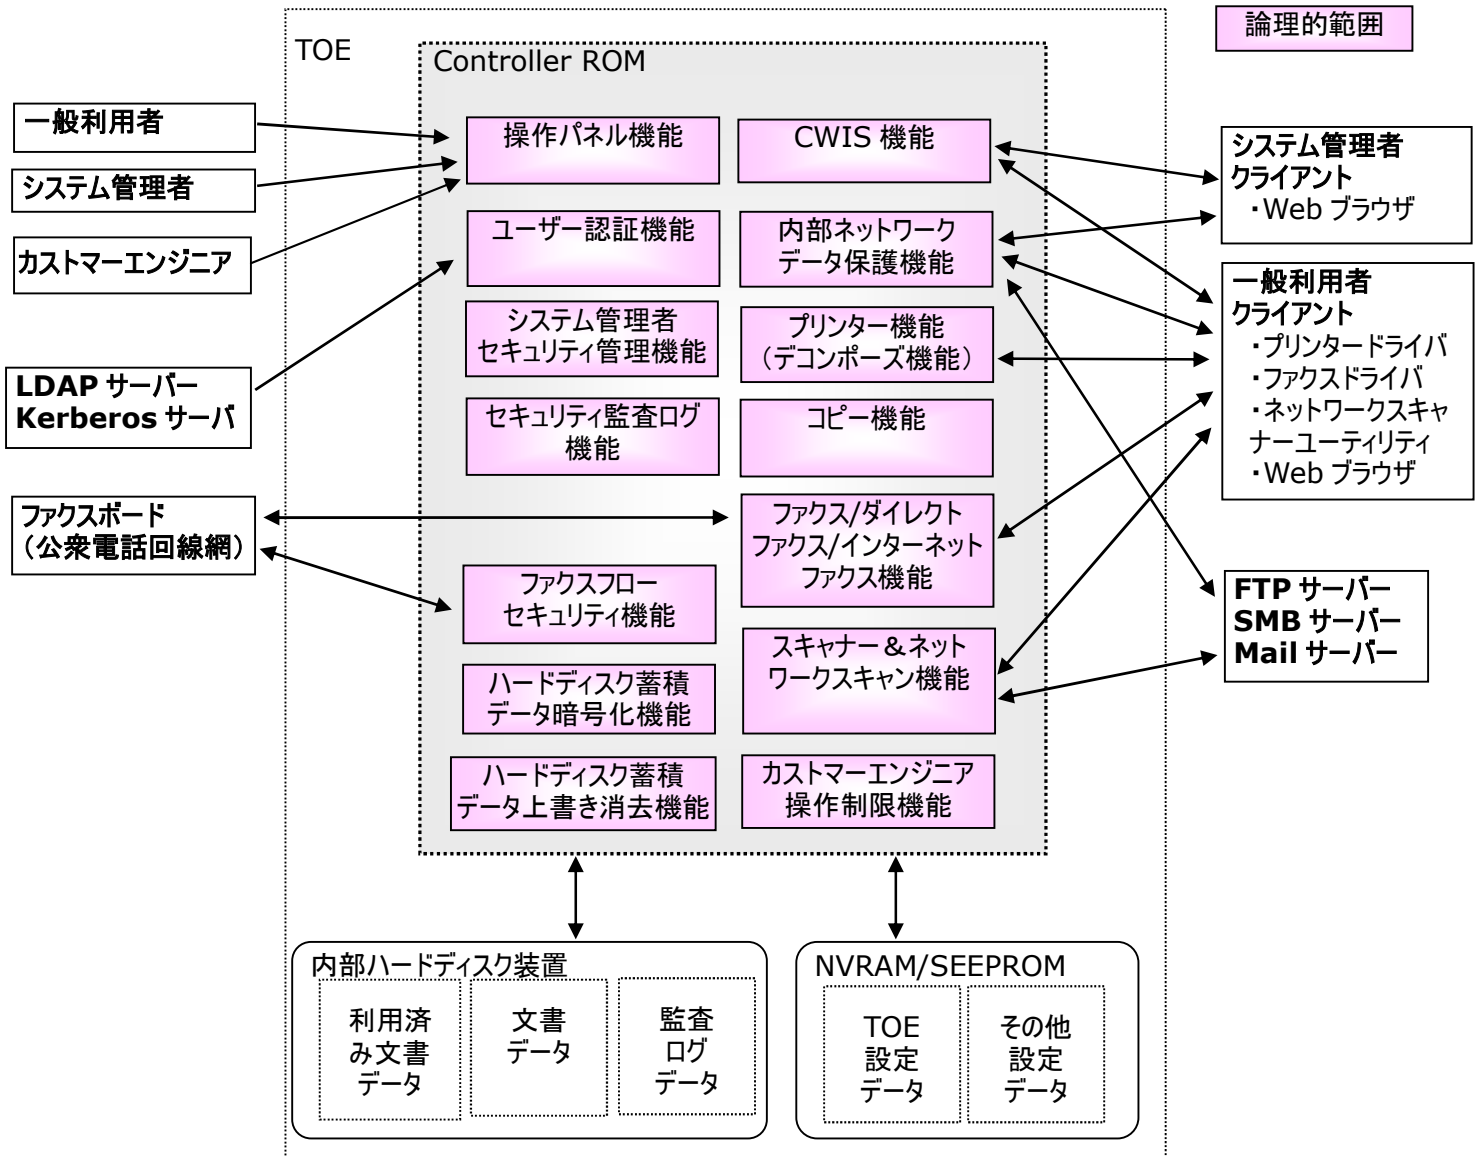 論理的範囲
TOE
Controller ROM
一般利用者
システム管理者
カストマーエンジニア
LDAP サーバー
Kerberos サーバ
ファクスボード
（公衆電話回線網）
操作パネル機能
CWIS 機能
ユーザー認証機能
内部ネットワーク
データ保護機能
システム管理者
セキュリティ管理機能
プリンター機能
（デコンポーズ機能）
セキュリティ監査ログ
機能
コピー機能
ファクス/ダイレクト
ファクス/インターネット
ファクス機能
ファクスフロー
セキュリティ機能
スキャナー＆ネット
ワークスキャン機能
ハードディスク蓄積
データ暗号化機能
ハードディスク蓄積
データ上書き消去機能
カストマーエンジニア
操作制限機能
システム管理者
クライアント
・Web ブラウザ
一般利用者
クライアント
・プリンタードライバ
・ファクスドライバ
・ネットワークスキャ
ナーユーティリティ
・Web ブラウザ
FTP サーバー
SMB サーバー
Mail サーバー
内部ハードディスク装置
利用済
み文書
データ
文書
データ
監査
ログ
データ
NVRAM/SEEPROM
TOE
設定
データ
その他
設定
データ